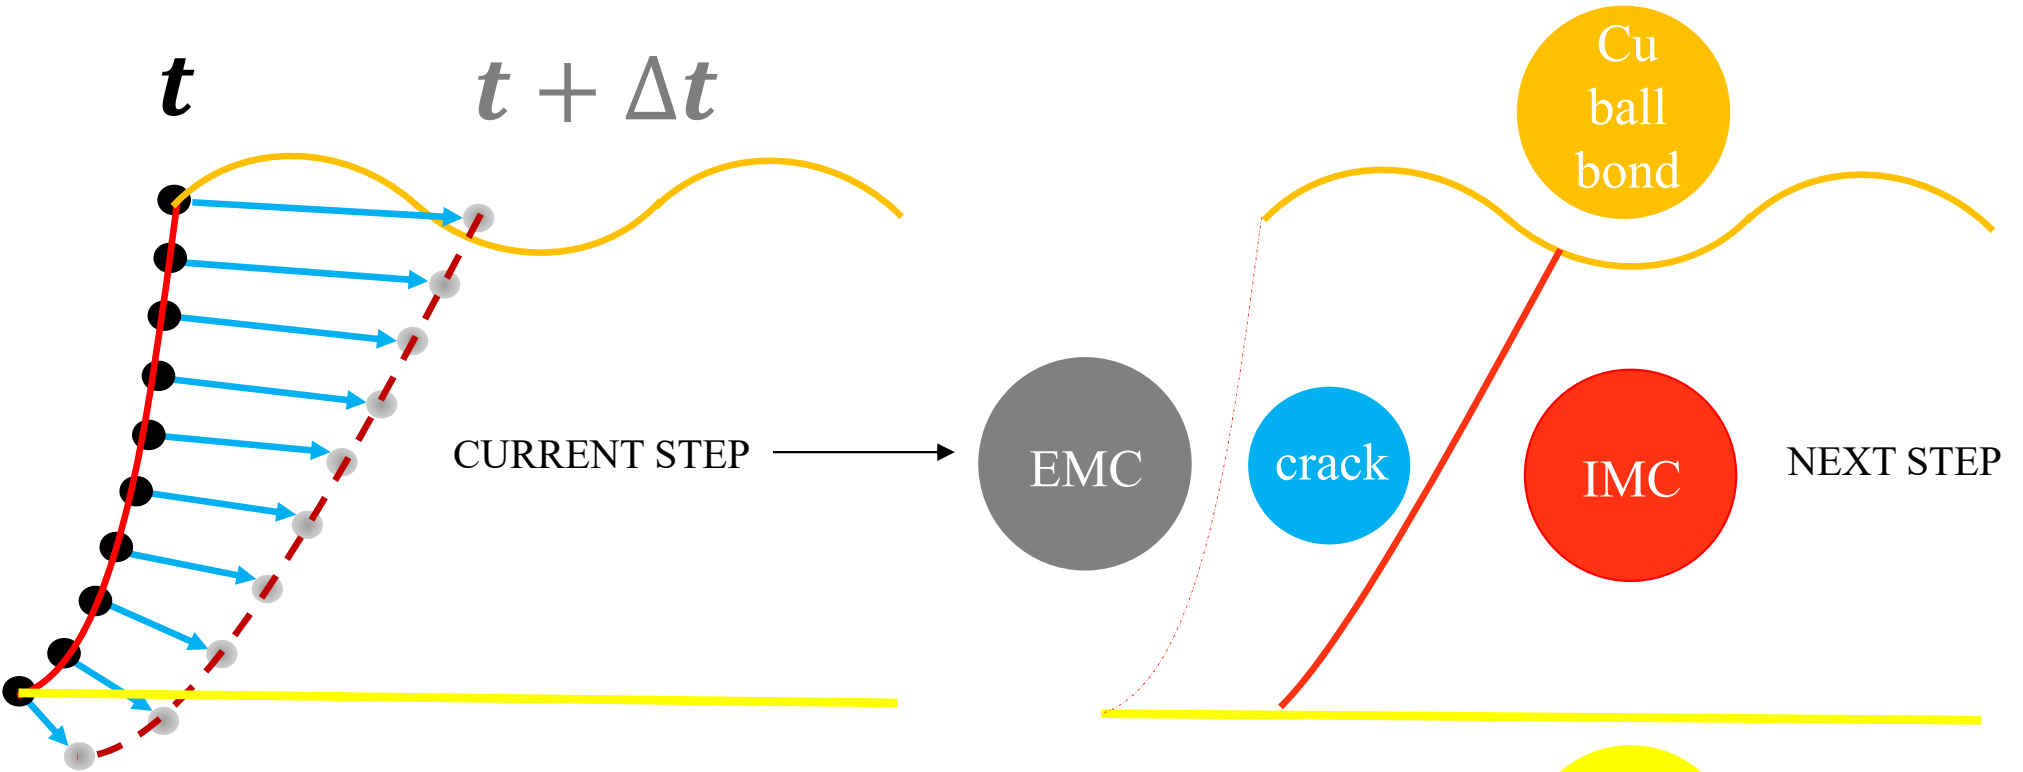 t
t + Δt
Cu
ball
bond
CURRENT STEP
EMC
crack
IMC
NEXT STEP